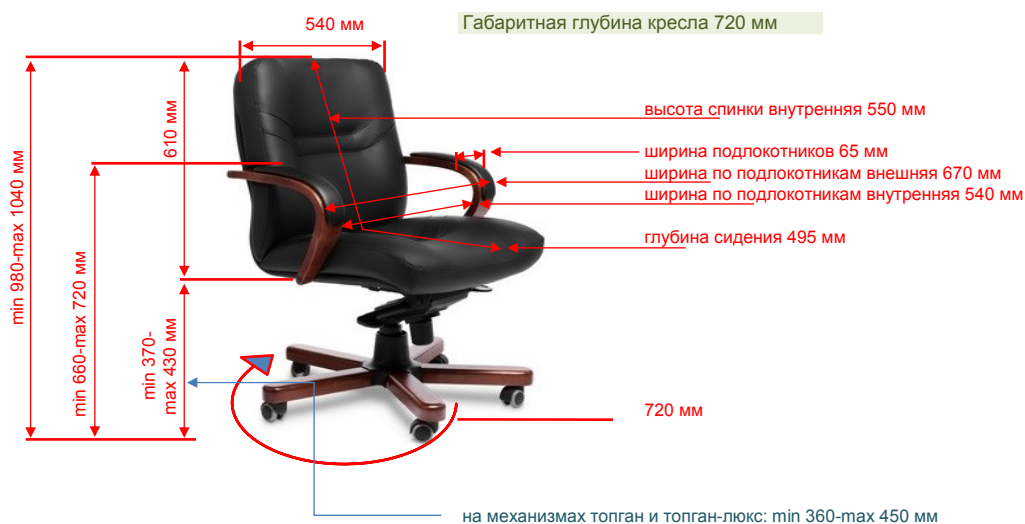 540 мм
Габаритная глубина кресла 720 мм
высота спинки внутренняя 550 мм
ширина подлокотников 65 мм
ширина по подлокотникам внешняя 670 мм
ширина по подлокотникам внутренняя 540 мм
глубина сидения 495 мм
min 980-max 1040 мм
610 мм
min 660-max 720 мм
min 370-
max 430 мм
720 мм
на механизмах топган и топган-люкс: min 360-max 450 мм